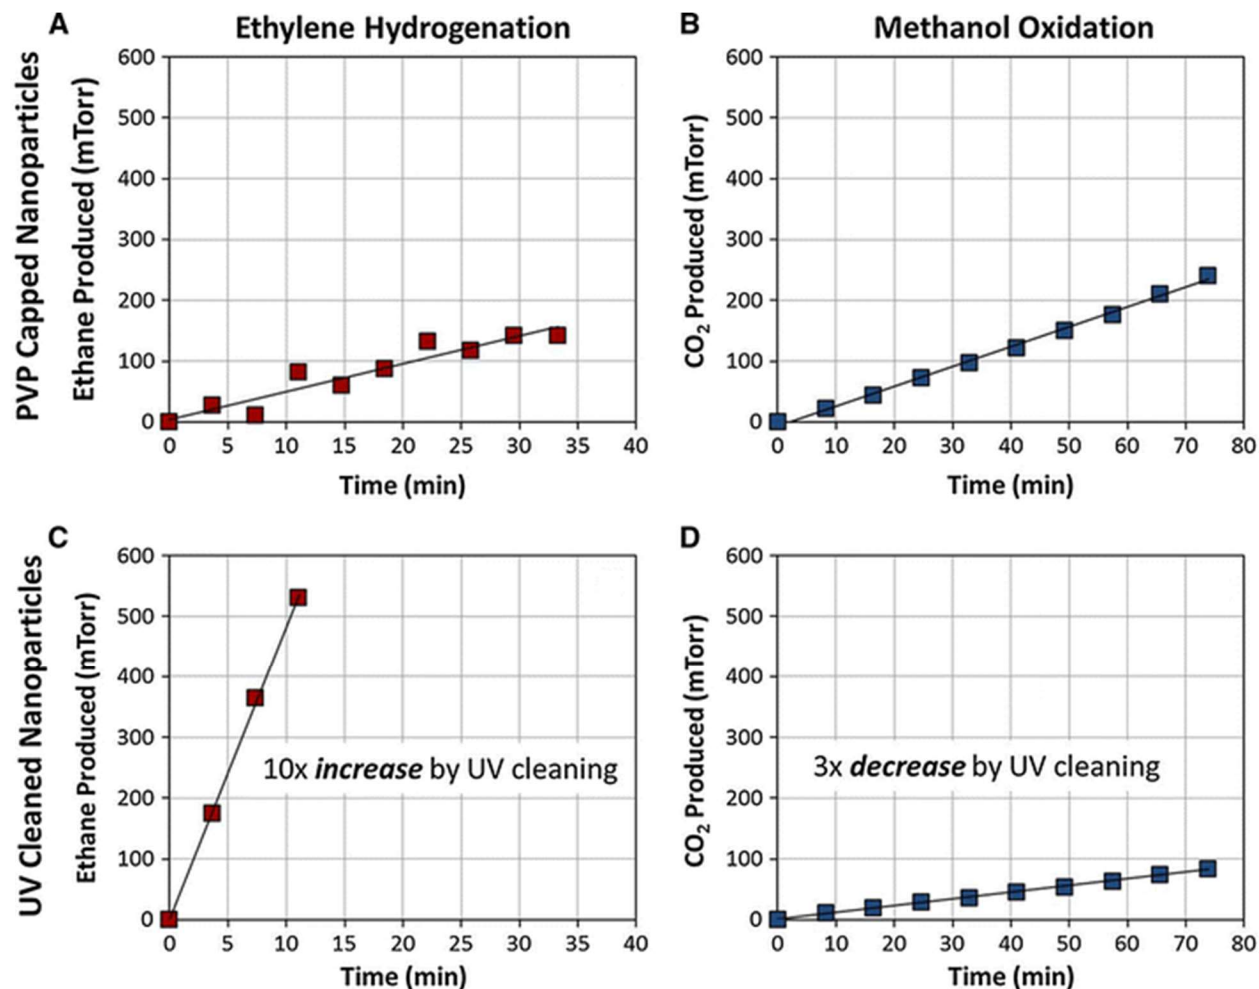 A
Ethylene Hydrogenation
B
Methanol Oxidation
PVP Capped Nanoparticles
Ethane Produced (mTorr)
600
500
400
300
200
100
0
0 5 10 15 20 25 30 35 40
Time (min)
CO₂ Produced (mTorr)
600
500
400
300
200
100
0
0 10 20 30 40 50 60 70 80
Time (min)
C
UV Cleaned Nanoparticles
Ethane Produced (mTorr)
600
500
400
300
200
100
0
10x increase by UV cleaning
0 5 10 15 20 25 30 35 40
Time (min)
D
CO₂ Produced (mTorr)
600
500
400
300
200
100
0
3x decrease by UV cleaning
0 10 20 30 40 50 60 70 80
Time (min)